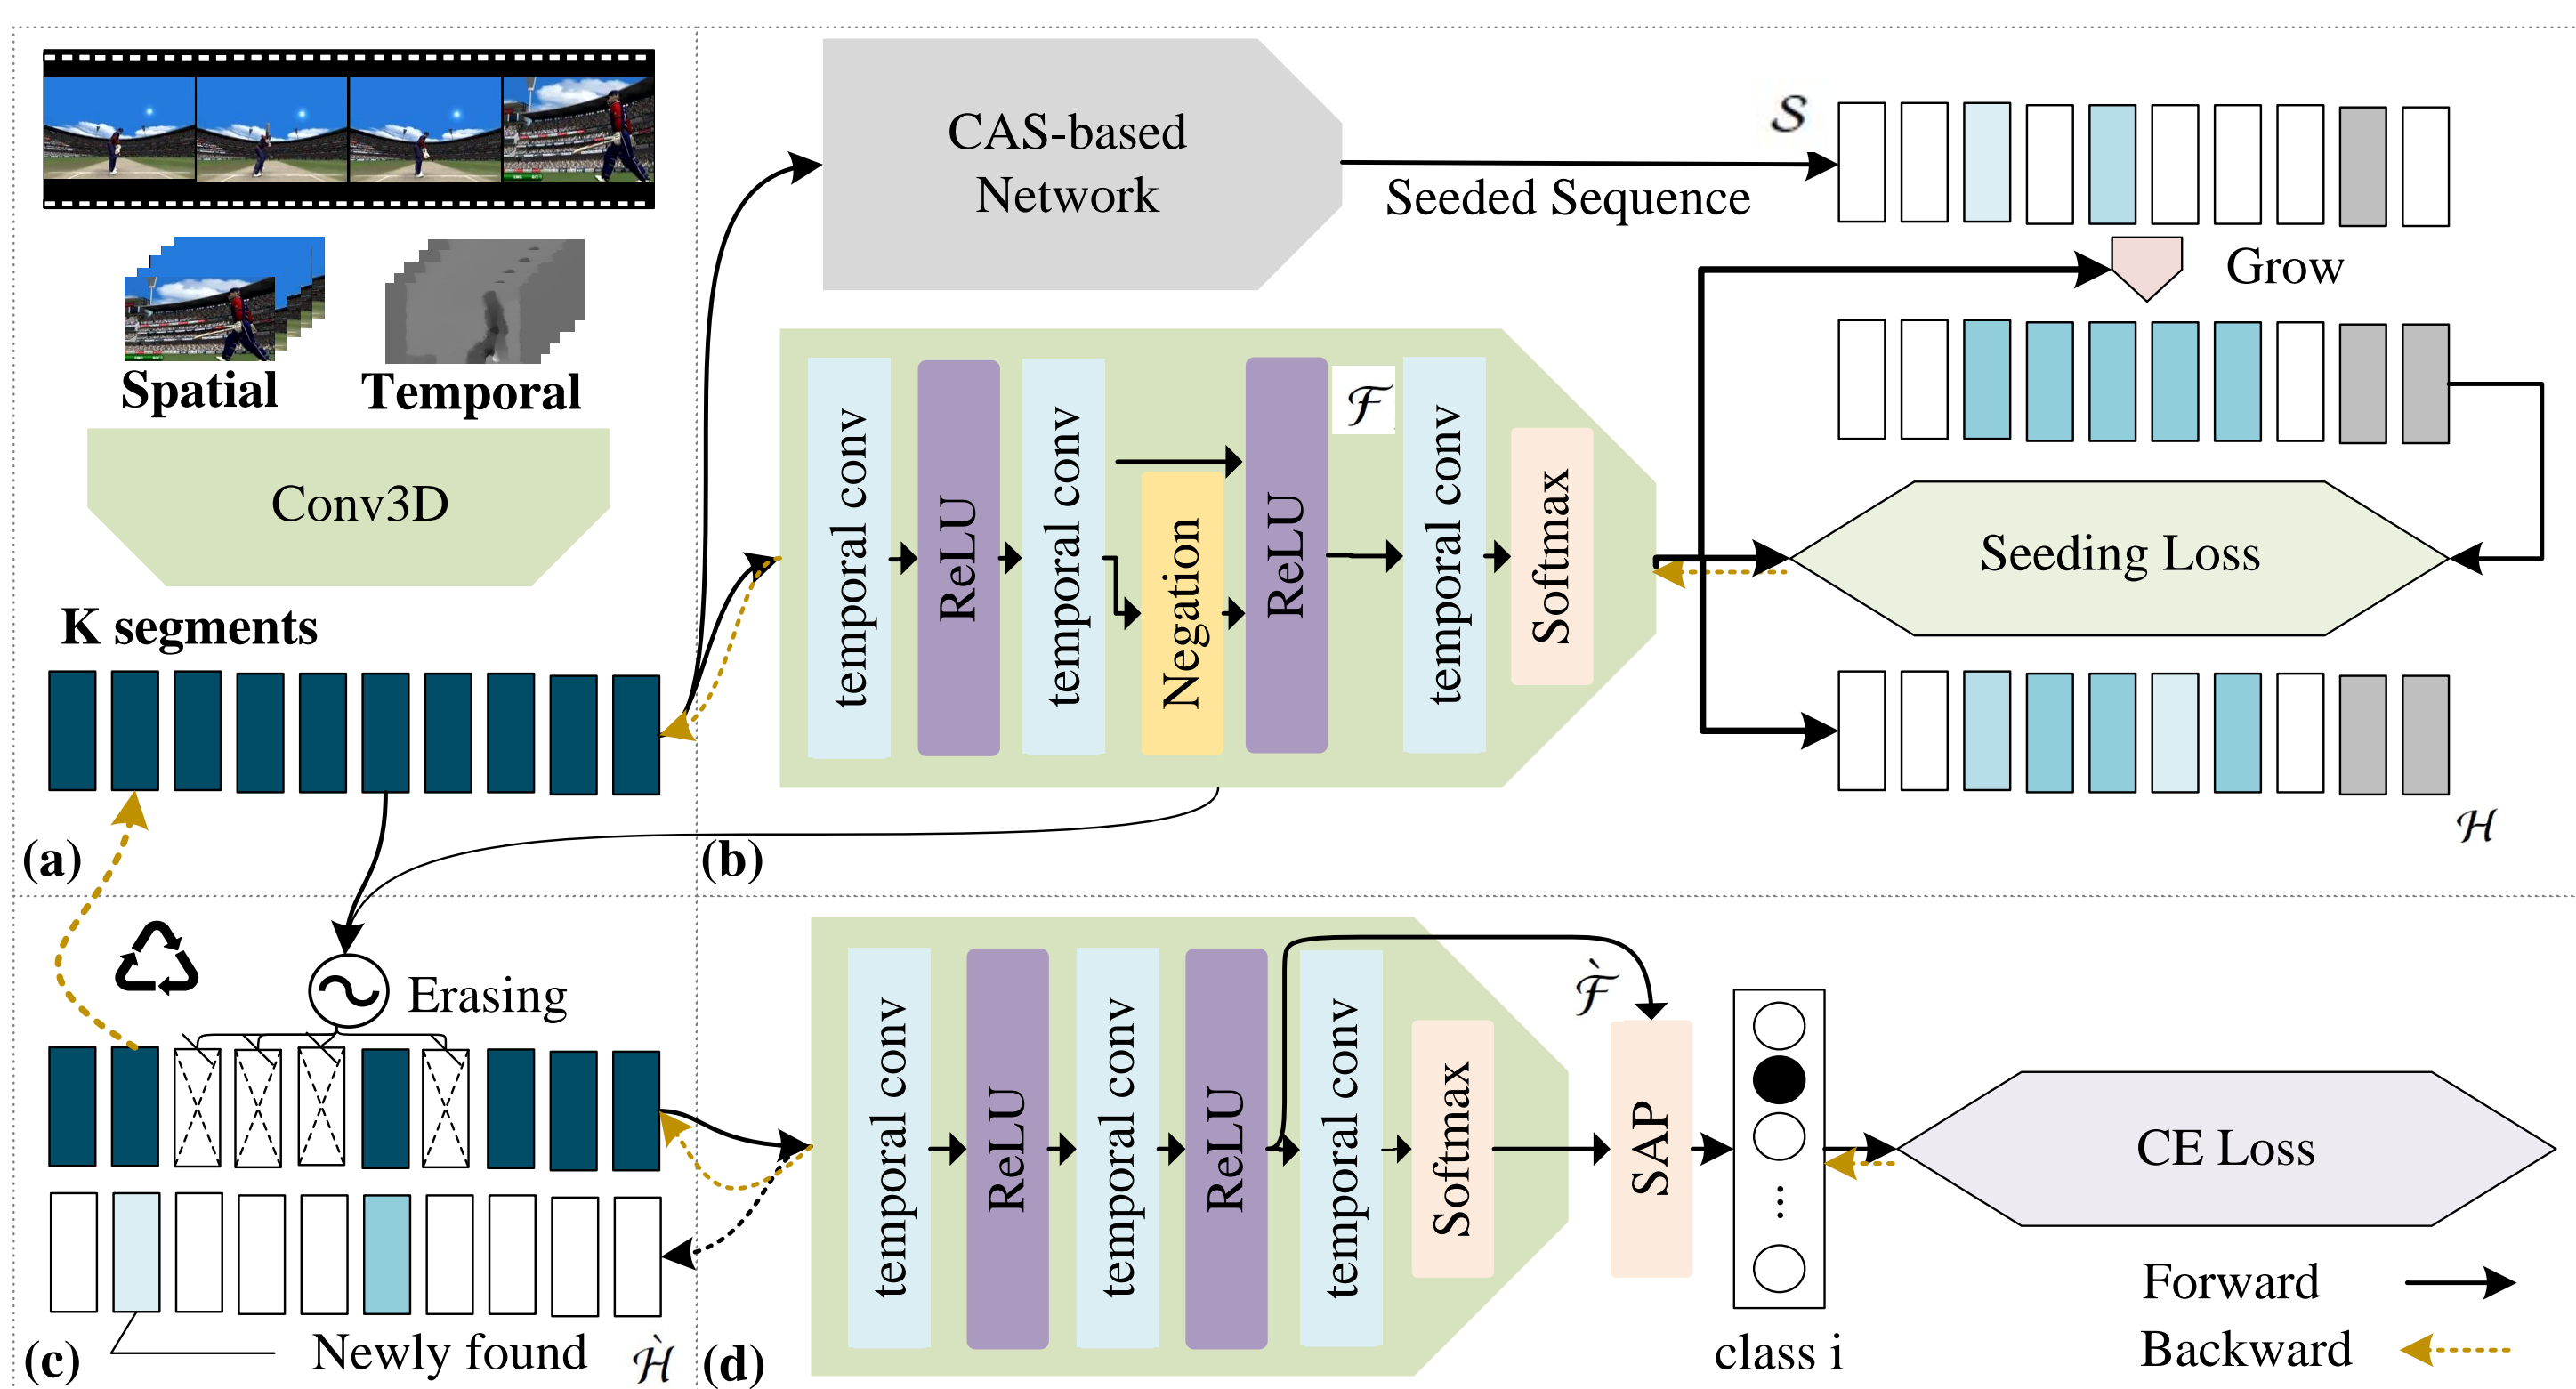 Spatial
Temporal
Conv3D
K segments
(a)
CAS-based
Network
Seeded Sequence
𝒮
Grow
temporal conv
ReLU
temporal conv
Negation
ReLU
ℱ
temporal conv
Softmax
Seeding Loss
ℋ
(b)
Erasing
Newly found
ℋ̀
(c)
temporal conv
ReLU
temporal conv
ReLU
temporal conv
Softmax
ℱ̀
SAP
class i
CE Loss
Forward
Backward
(d)